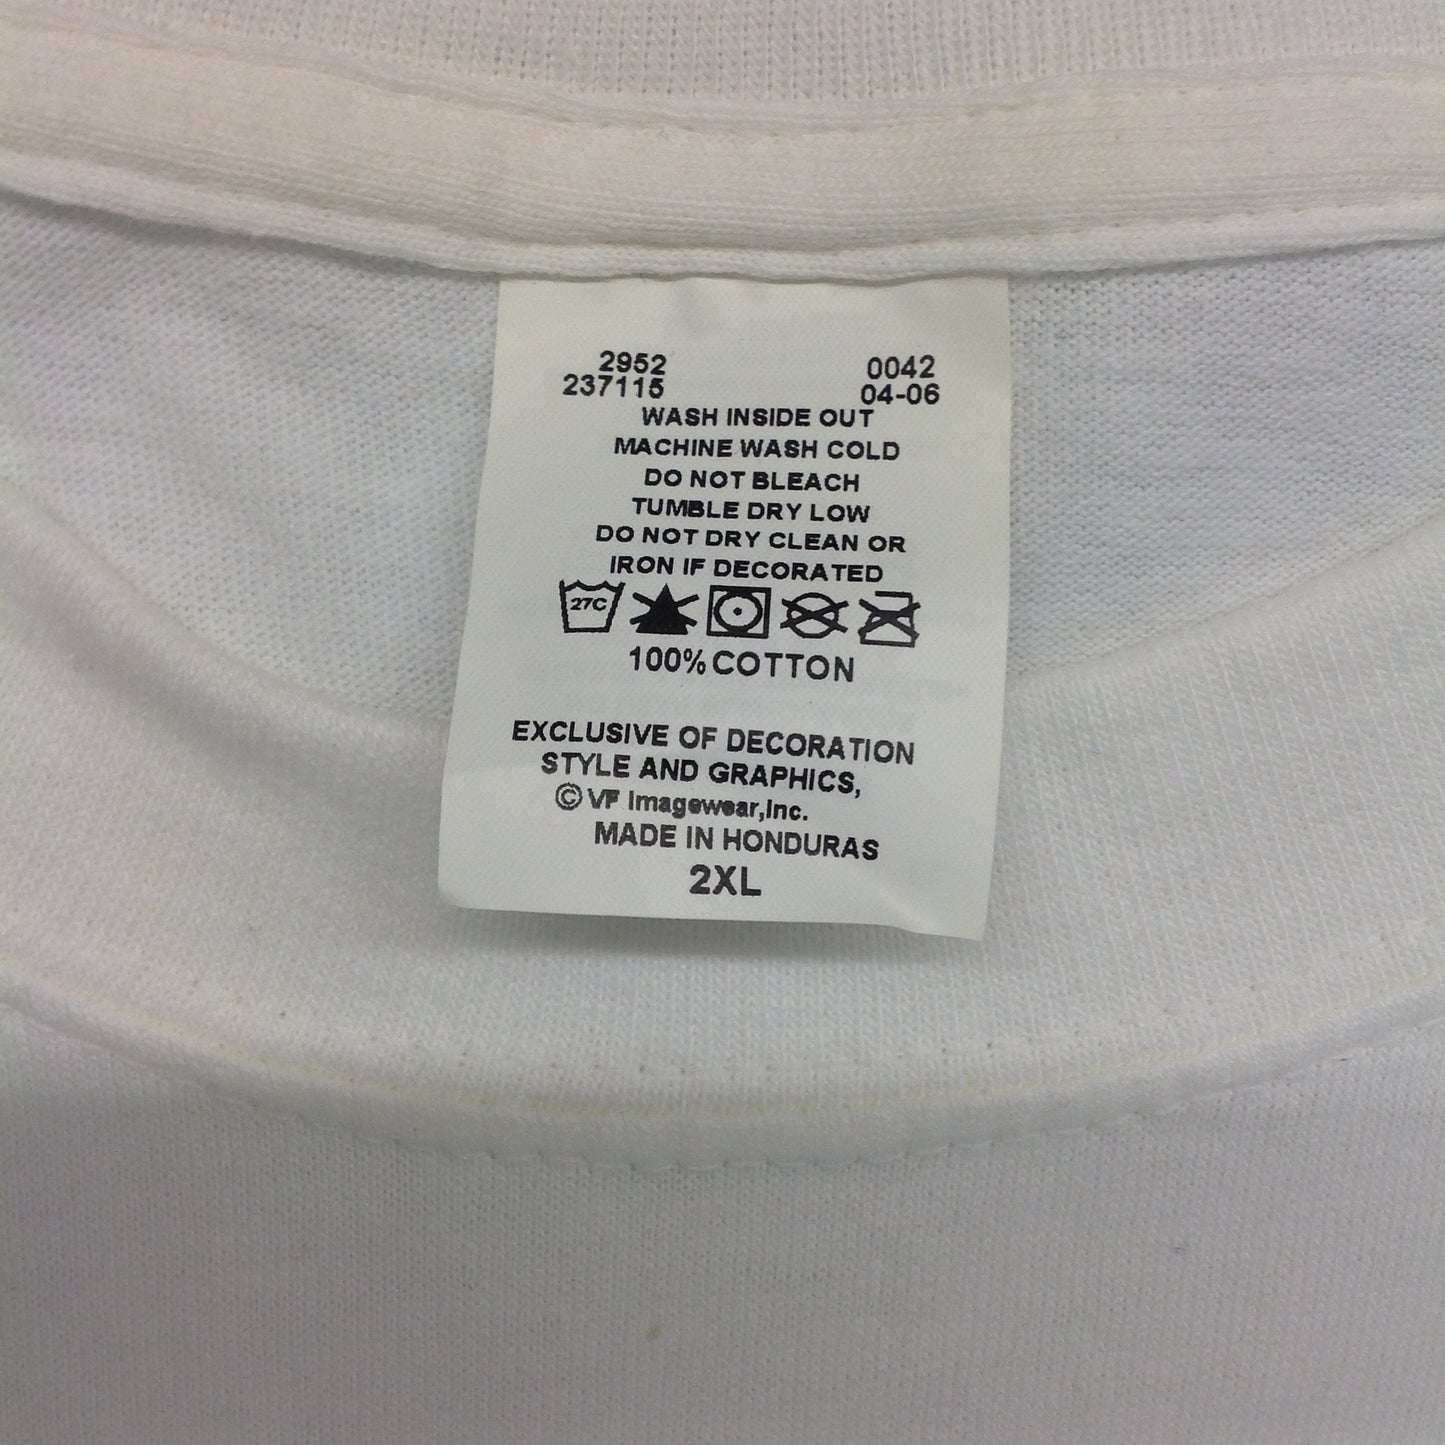 2952 0042
237115 04-06
WASH INSIDE OUT
MACHINE WASH COLD
DO NOT BLEACH
TUMBLE DRY LOW
DO NOT DRY CLEAN OR
IRON IF DECORATED
27C
100% COTTON
EXCLUSIVE OF DECORATION
STYLE AND GRAPHICS,
© VF Imagewear,Inc.
MADE IN HONDURAS
2XL